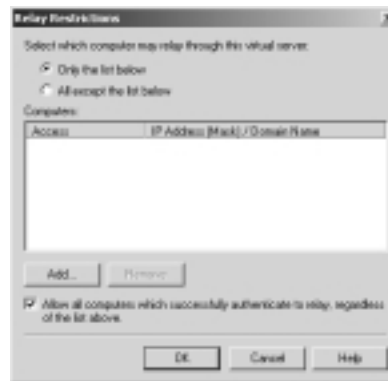 Relay Restrictions
Select which computer may relay through this virtual server:
Only the list below
All except the list below
Computers:
Access IP Address (Mask) / Domain Name
Add... Remove
Allow all computers which successfully authenticate to relay, regardless
of the list above.
OK Cancel Help